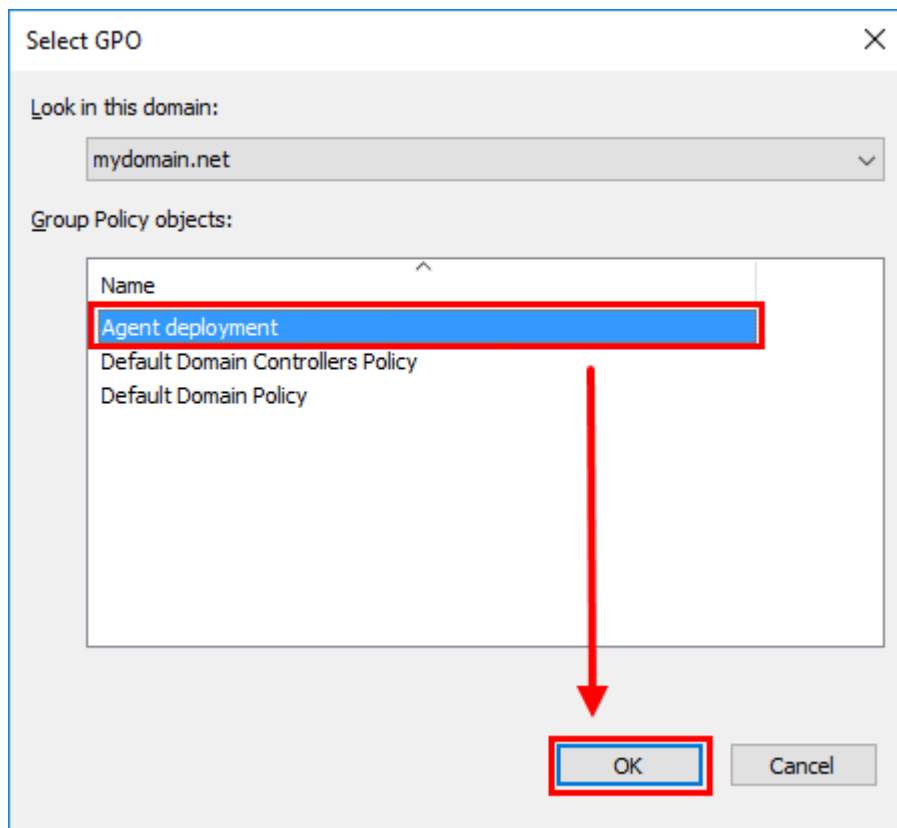 Select GPO
Look in this domain:
mydomain.net
Group Policy objects:
Name
Agent deployment
Default Domain Controllers Policy
Default Domain Policy
OK
Cancel